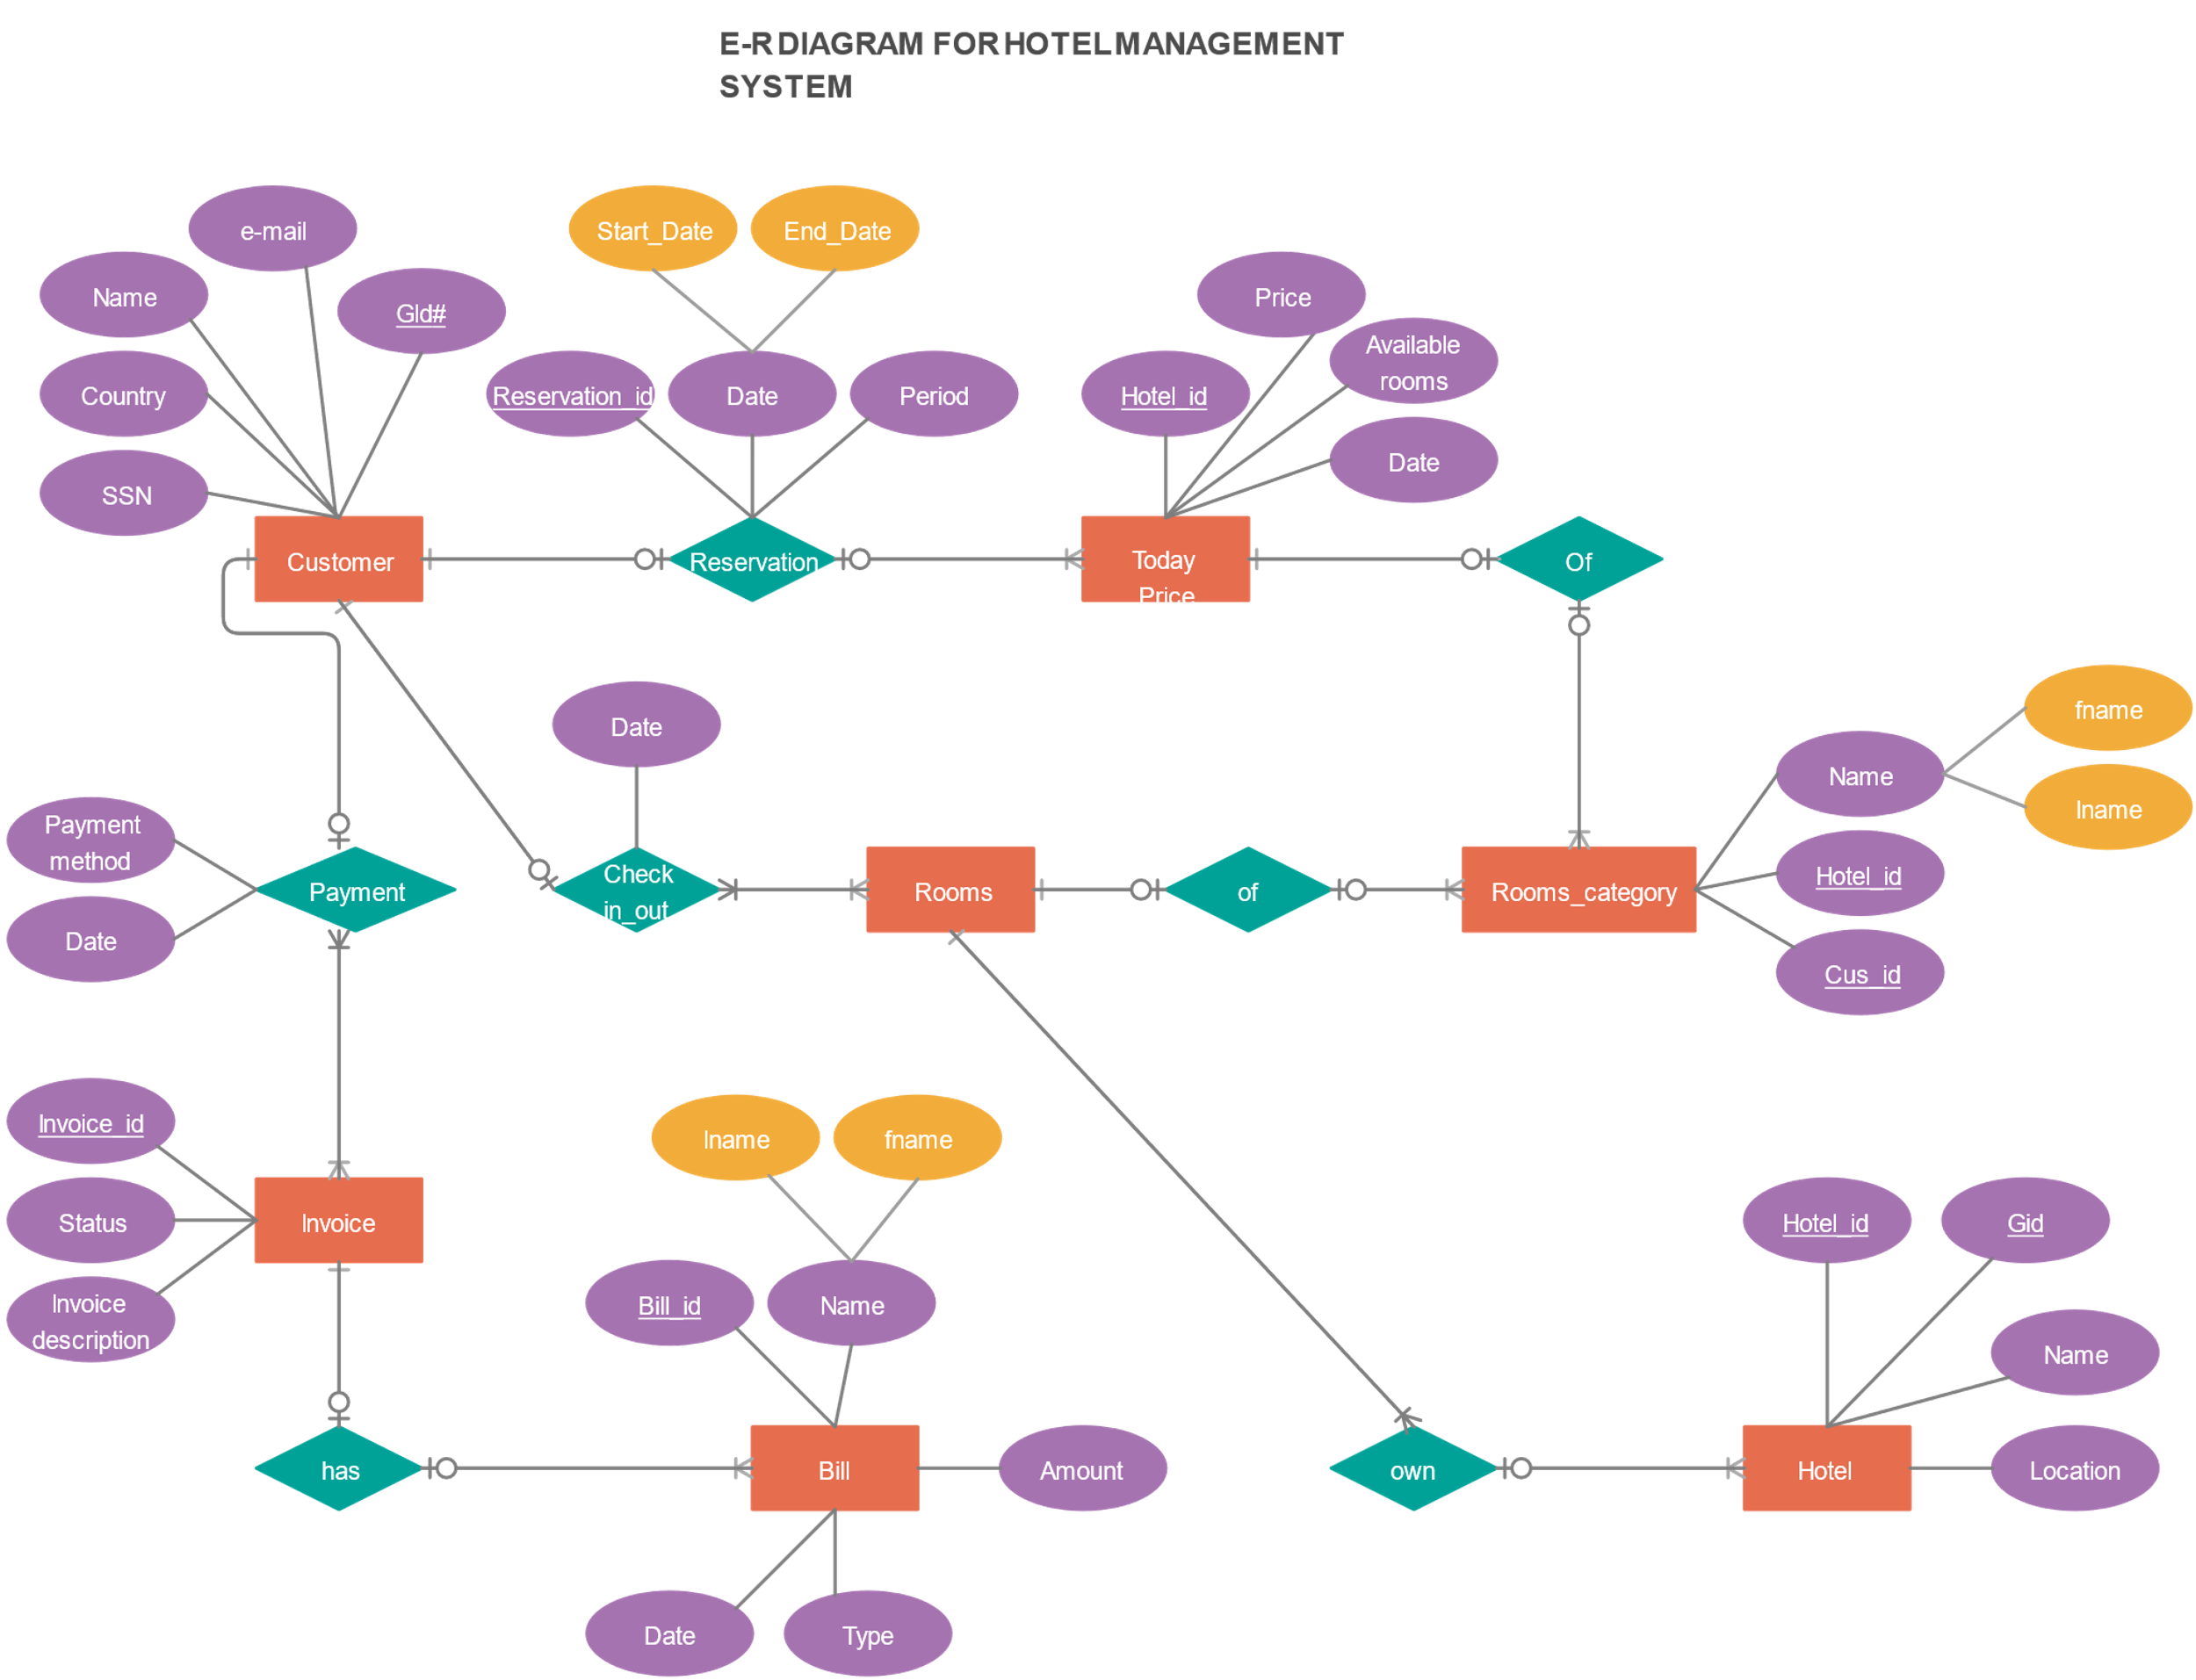 E-R DIAGRAM FOR HOTEL MANAGEMENT
SYSTEM
e-mail
Start_Date
End_Date
Name
Gld#
Price
Available
rooms
Country
Reservation_id
Date
Period
Hotel_id
Date
SSN
Customer
Reservation
Today
Price
Of
fname
Date
Name
lname
Payment
method
Hotel_id
Check
in_out
Payment
Rooms
of
Rooms_category
Date
Cus_id
Invoice_id
lname
fname
Status
Invoice
Hotel_id
Gid
Invoice
description
Bill_id
Name
Name
has
Bill
Amount
own
Hotel
Location
Date
Type